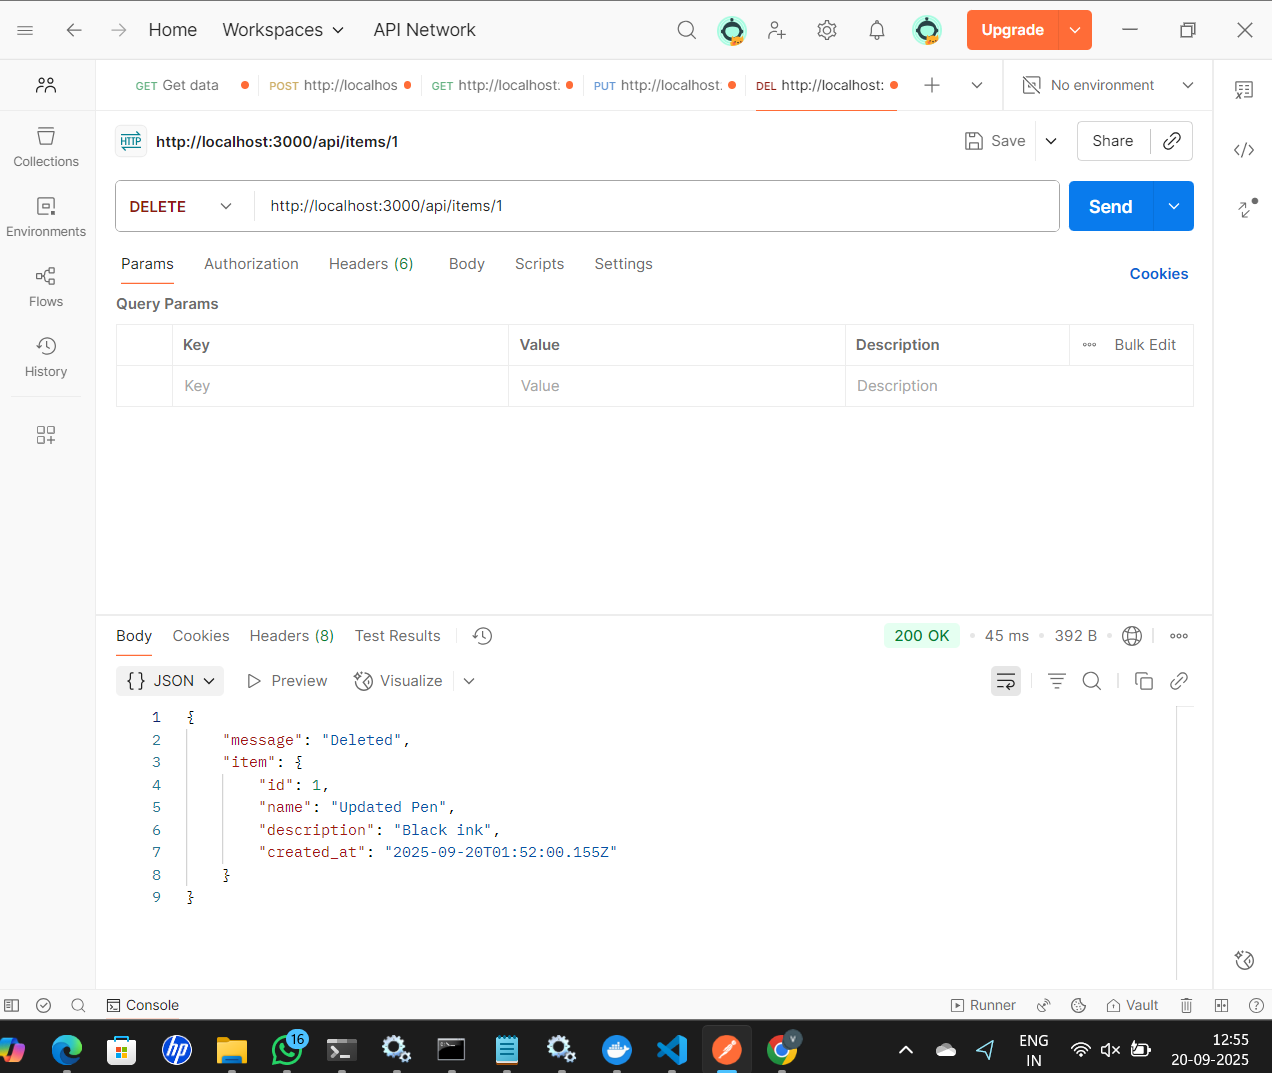 Home Workspaces API Network Upgrade
GET Get data POST http://localhos GET http://localhost: PUT http://localhost: DEL http://localhost: No environment
HTTP http://localhost:3000/api/items/1 Save Share
DELETE http://localhost:3000/api/items/1 Send
Params Authorization Headers (6) Body Scripts Settings Cookies
Query Params
Key Value Description Bulk Edit
Key Value Description
Collections
Environments
Flows
History
Body Cookies Headers (8) Test Results 200 OK 45 ms 392 B
{} JSON Preview Visualize
1 {
2 "message": "Deleted",
3 "item": {
4 "id": 1,
5 "name": "Updated Pen",
6 "description": "Black ink",
7 "created_at": "2025-09-20T01:52:00.155Z"
8 }
9 }
Console Runner Vault
16 hp v ENG
IN
12:55
20-09-2025